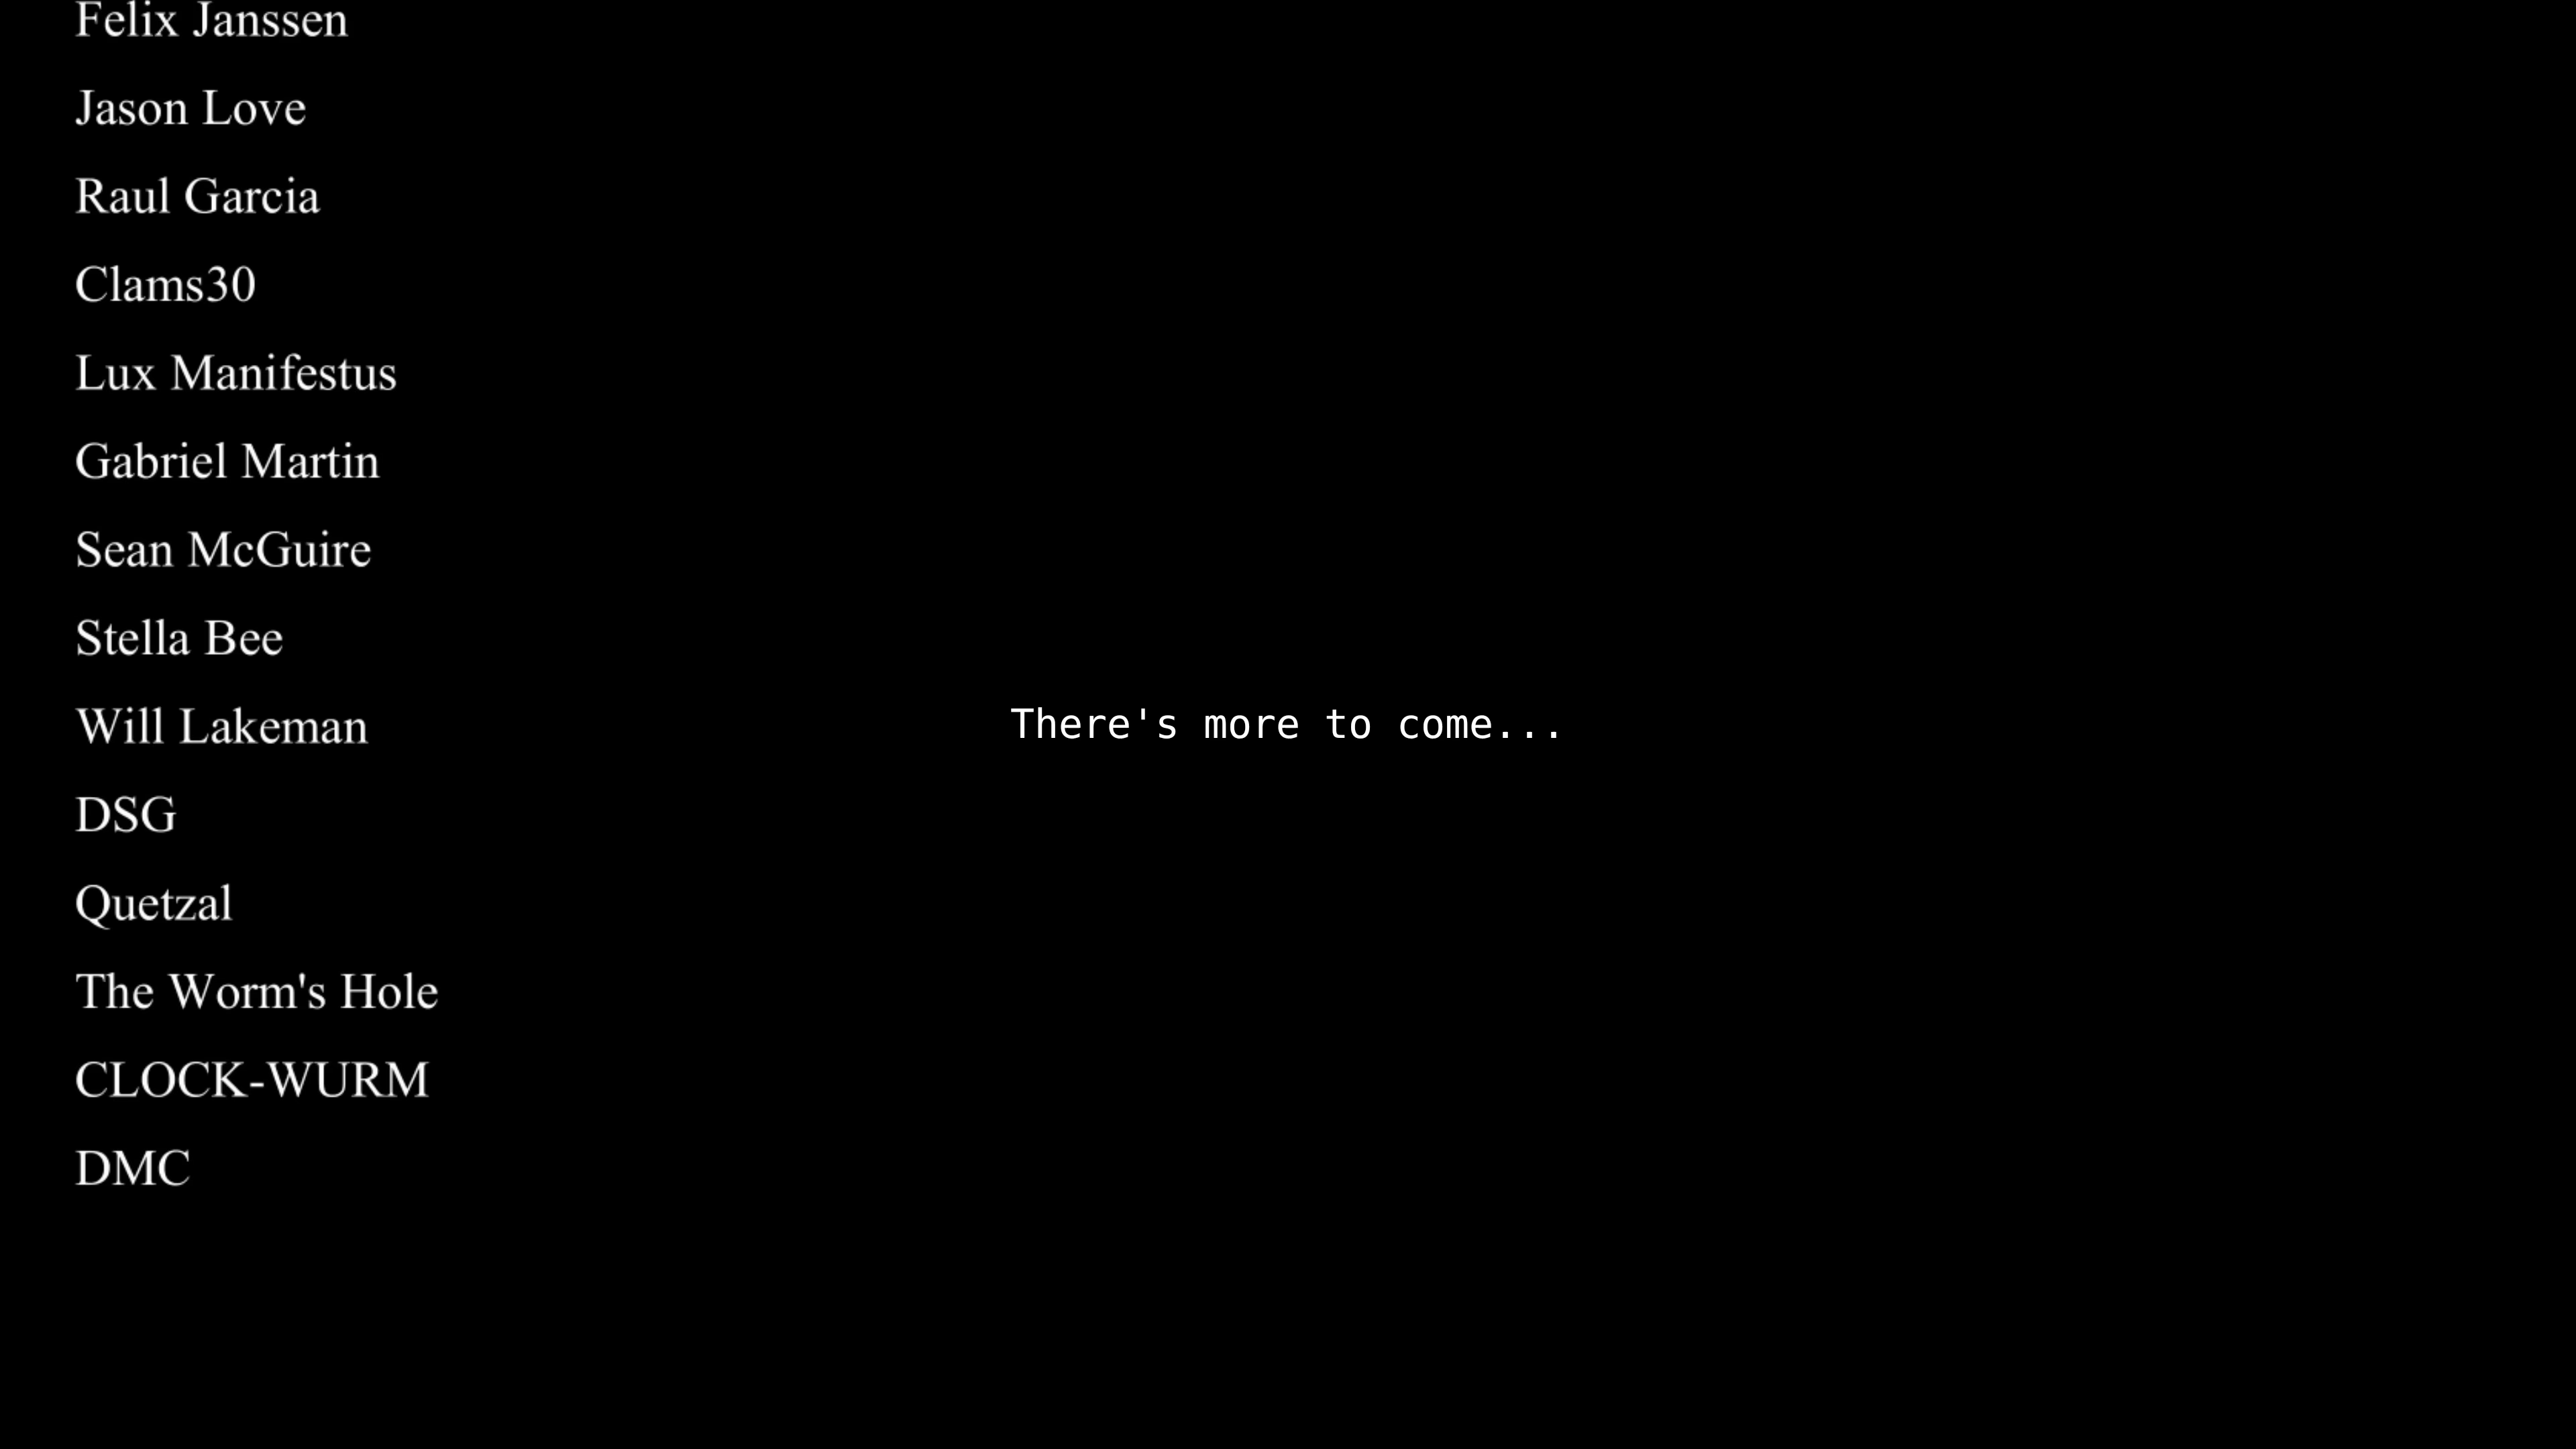 Felix Janssen
Jason Love
Raul Garcia
Clams30
Lux Manifestus
Gabriel Martin
Sean McGuire
Stella Bee
Will Lakeman
DSG
Quetzal
The Worm's Hole
CLOCK-WURM
DMC
There's more to come...